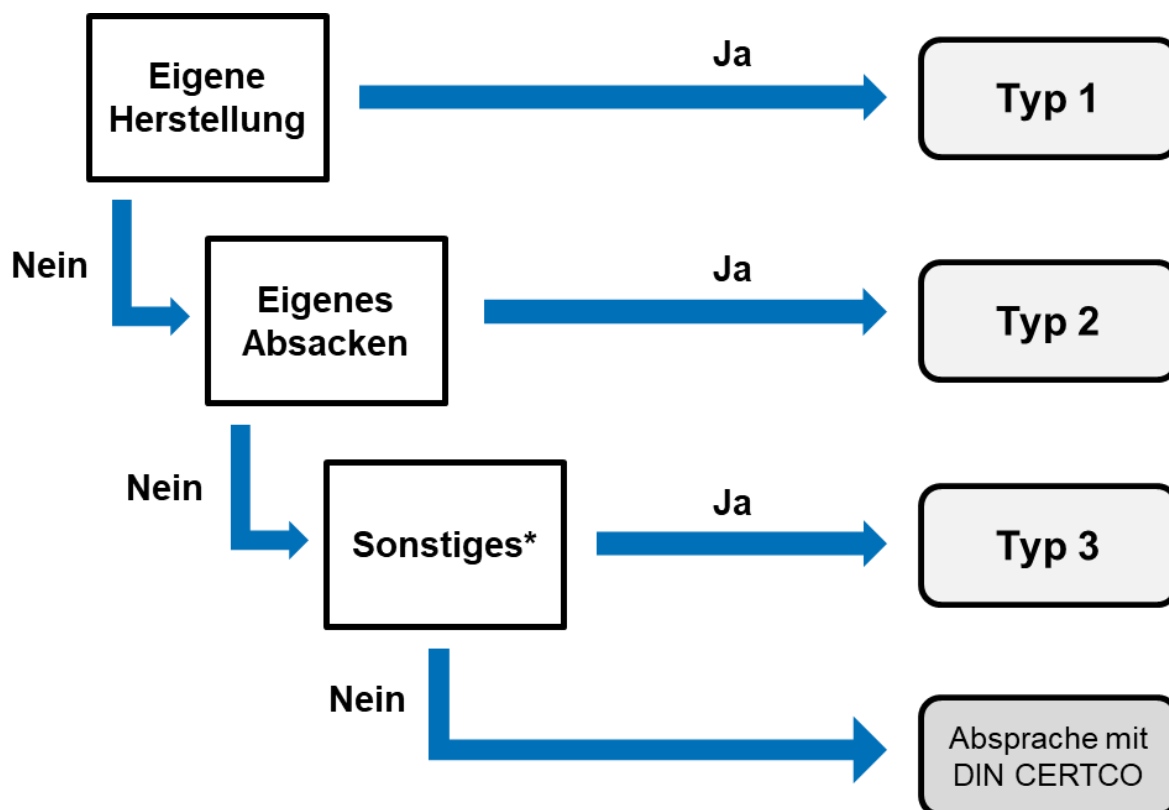 Eigene
Herstellung
Ja
Typ 1
Nein
Eigenes
Absacken
Ja
Typ 2
Nein
Sonstiges*
Ja
Typ 3
Nein
Absprache mit
DIN CERTCO